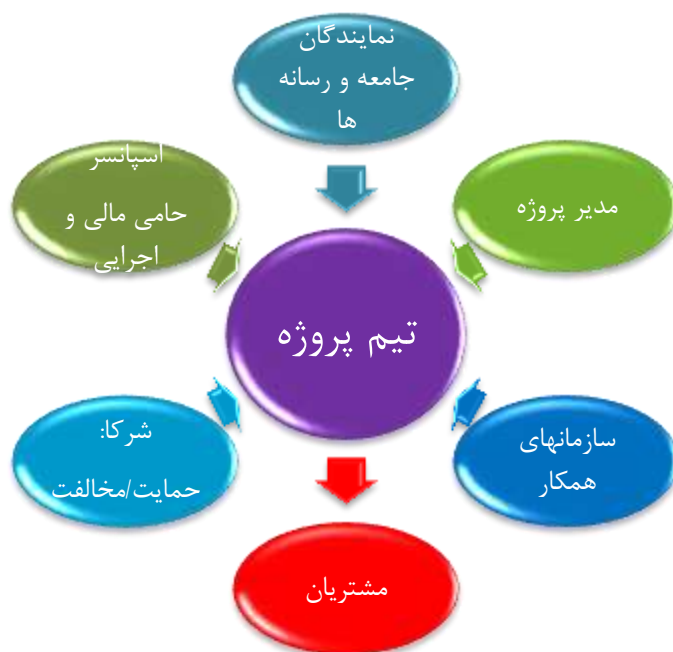 نمایندگان
جامعه و رسانه
ها
مدیر پروژه
اسپانسر
حامی مالی و
اجرایی
تیم پروژه
سازمانهای
همکار
شرکا:
حمایت/مخالفت
مشتریان